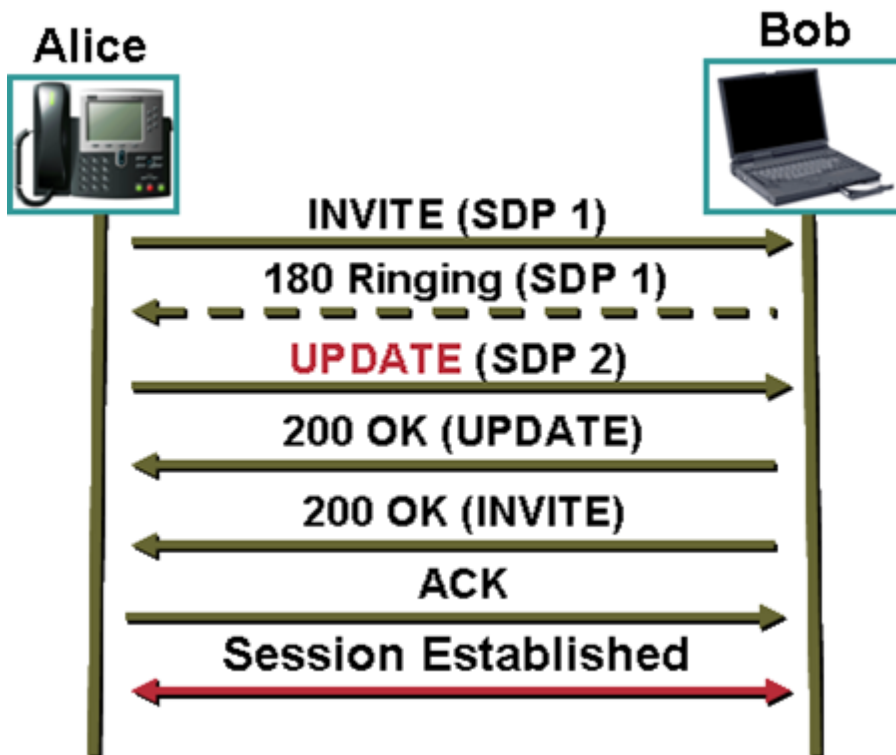 Alice
Bob
INVITE (SDP 1)
180 Ringing (SDP 1)
UPDATE (SDP 2)
200 OK (UPDATE)
200 OK (INVITE)
ACK
Session Established